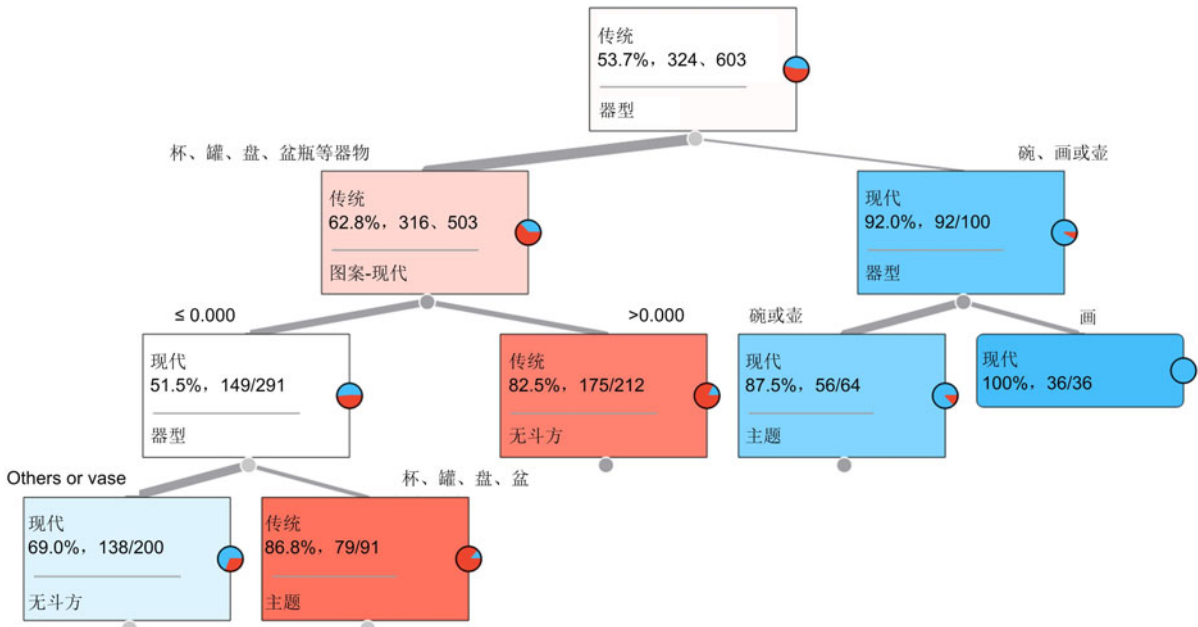 传统
53.7%，324、603
器型
杯、罐、盘、盆瓶等器物
碗、画或壶
传统
62.8%，316、503
图案-现代
现代
92.0%，92/100
器型
≤ 0.000
>0.000
碗或壶
画
现代
51.5%，149/291
器型
传统
82.5%，175/212
无斗方
现代
87.5%，56/64
主题
现代
100%，36/36
Others or vase
杯、罐、盘、盆
现代
69.0%，138/200
无斗方
传统
86.8%，79/91
主题